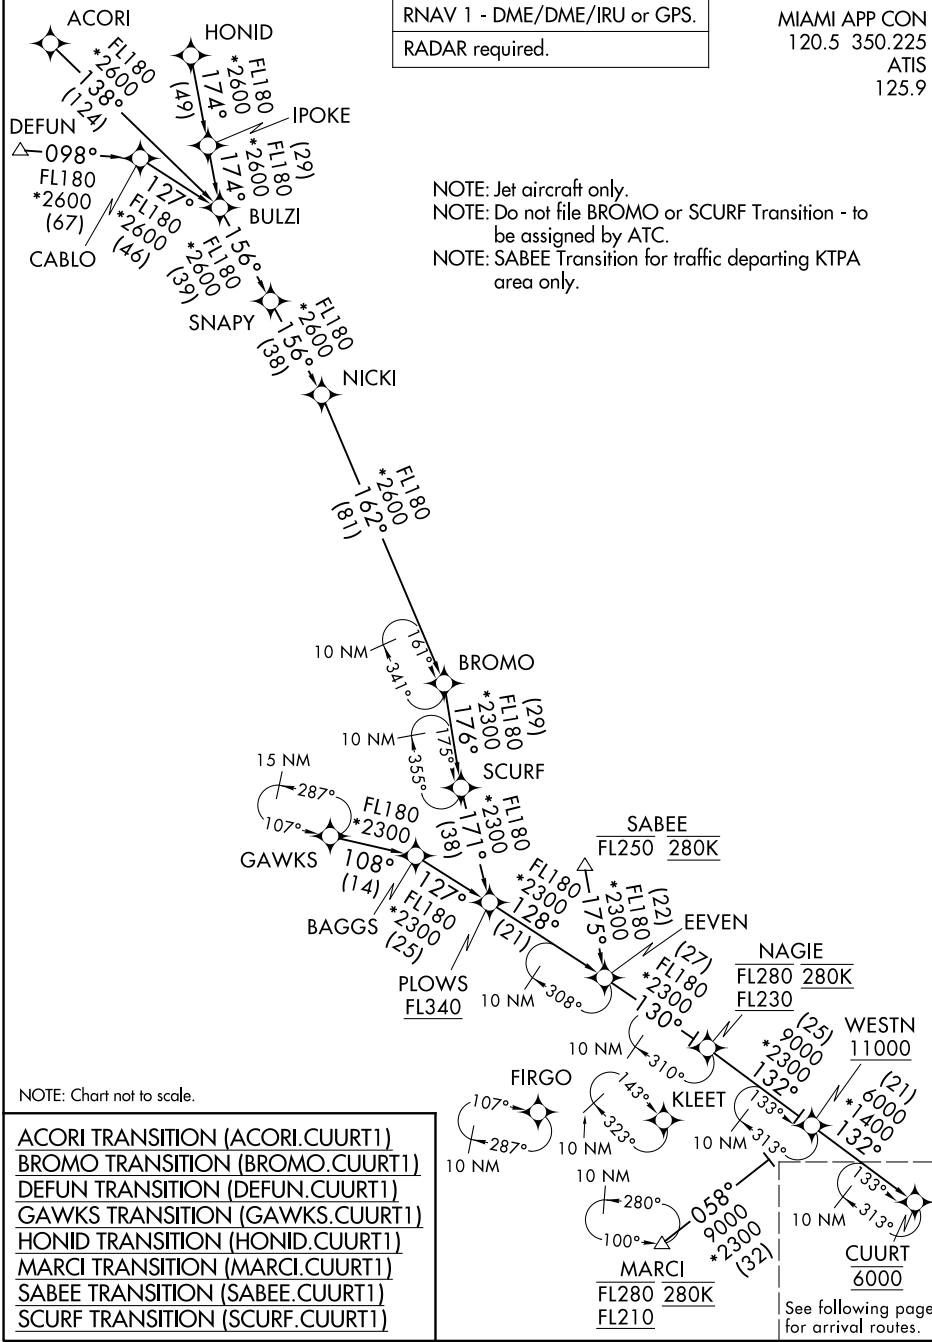 RNAV 1 - DME/DME/IRU or GPS.
RADAR required.
MIAMI APP CON
120.5 350.225
ATIS
125.9
NOTE: Jet aircraft only.
NOTE: Do not file BROMO or SCURF Transition - to
be assigned by ATC.
NOTE: SABEE Transition for traffic departing KTPA
area only.
ACORI
FL180
*2600
138°
(124)
HONID
FL180
*2600
174°
(49)
IPOKE
(29)
FL180
*2600
174°
DEFUN
098°
FL180
*2600
(67)
CABLO
127°
FL180
*2600
(46)
BULZI
156°
FL180
*2600
(39)
SNAPY
FL180
*2600
156°
(38)
NICKI
FL180
*2600
162°
(81)
10 NM
161°
341°
BROMO
(29)
FL180
*2300
176°
10 NM
175°
355°
SCURF
FL180
*2300
171°
(38)
15 NM
287°
107°
GAWKS
FL180
*2300
108°
(14)
BAGGS
127°
FL180
*2300
(25)
PLOWS
FL340
FL180
*2300
128°
(21)
SABEE
FL250 280K
(22)
FL180
*2300
175°
EEVEN
10 NM
308°
(27)
FL180
*2300
130°
NAGIE
FL280 280K
FL230
10 NM
310°
(25)
9000
*2300
132°
WESTN
11000
10 NM
133°
313°
(21)
6000
*1400
132°
FIRGO
107°
287°
10 NM
KLEET
143°
323°
10 NM
10 NM
280°
100°
MARCI
FL280 280K
FL210
058°
9000
*2300
(32)
133°
313°
10 NM
CUURT
6000
See following page
for arrival routes.
NOTE: Chart not to scale.
ACORI TRANSITION (ACORI.CUURT1)
BROMO TRANSITION (BROMO.CUURT1)
DEFUN TRANSITION (DEFUN.CUURT1)
GAWKS TRANSITION (GAWKS.CUURT1)
HONID TRANSITION (HONID.CUURT1)
MARCI TRANSITION (MARCI.CUURT1)
SABEE TRANSITION (SABEE.CUURT1)
SCURF TRANSITION (SCURF.CUURT1)